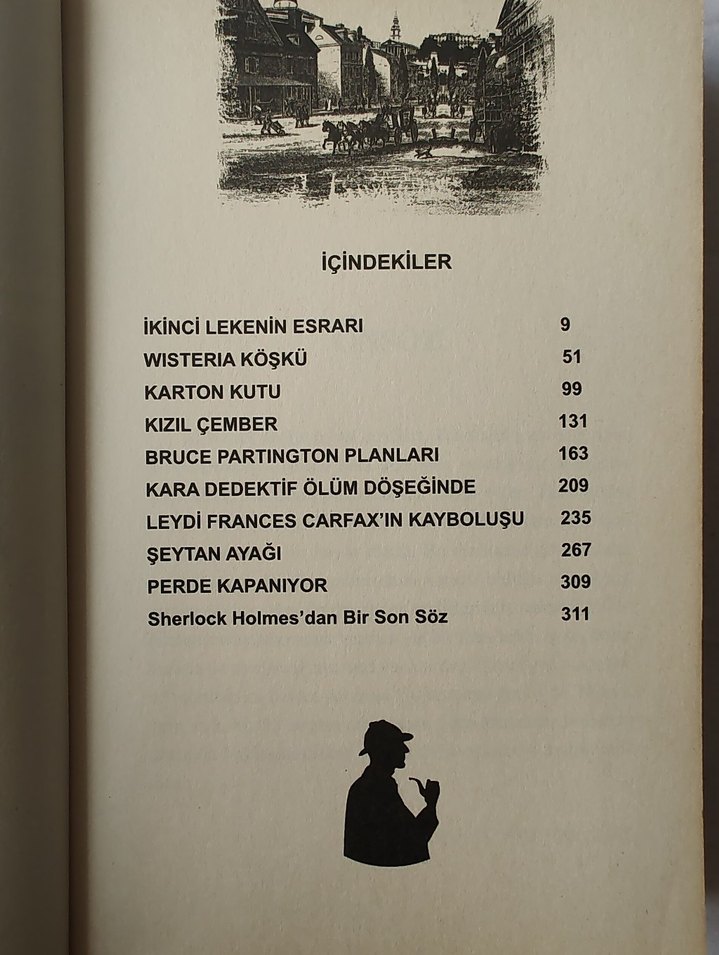 İÇİNDEKİLER
İKİNCİ LEKENİN ESRARI 9
WISTERIA KÖŞKÜ 51
KARTON KUTU 99
KIZIL ÇEMBER 131
BRUCE PARTINGTON PLANLARI 163
KARA DEDEKTİF ÖLÜM DÖŞEĞİNDE 209
LEYDİ FRANCES CARFAX'IN KAYBOLUŞU 235
ŞEYTAN AYAĞI 267
PERDE KAPANIYOR 309
Sherlock Holmes'dan Bir Son Söz 311